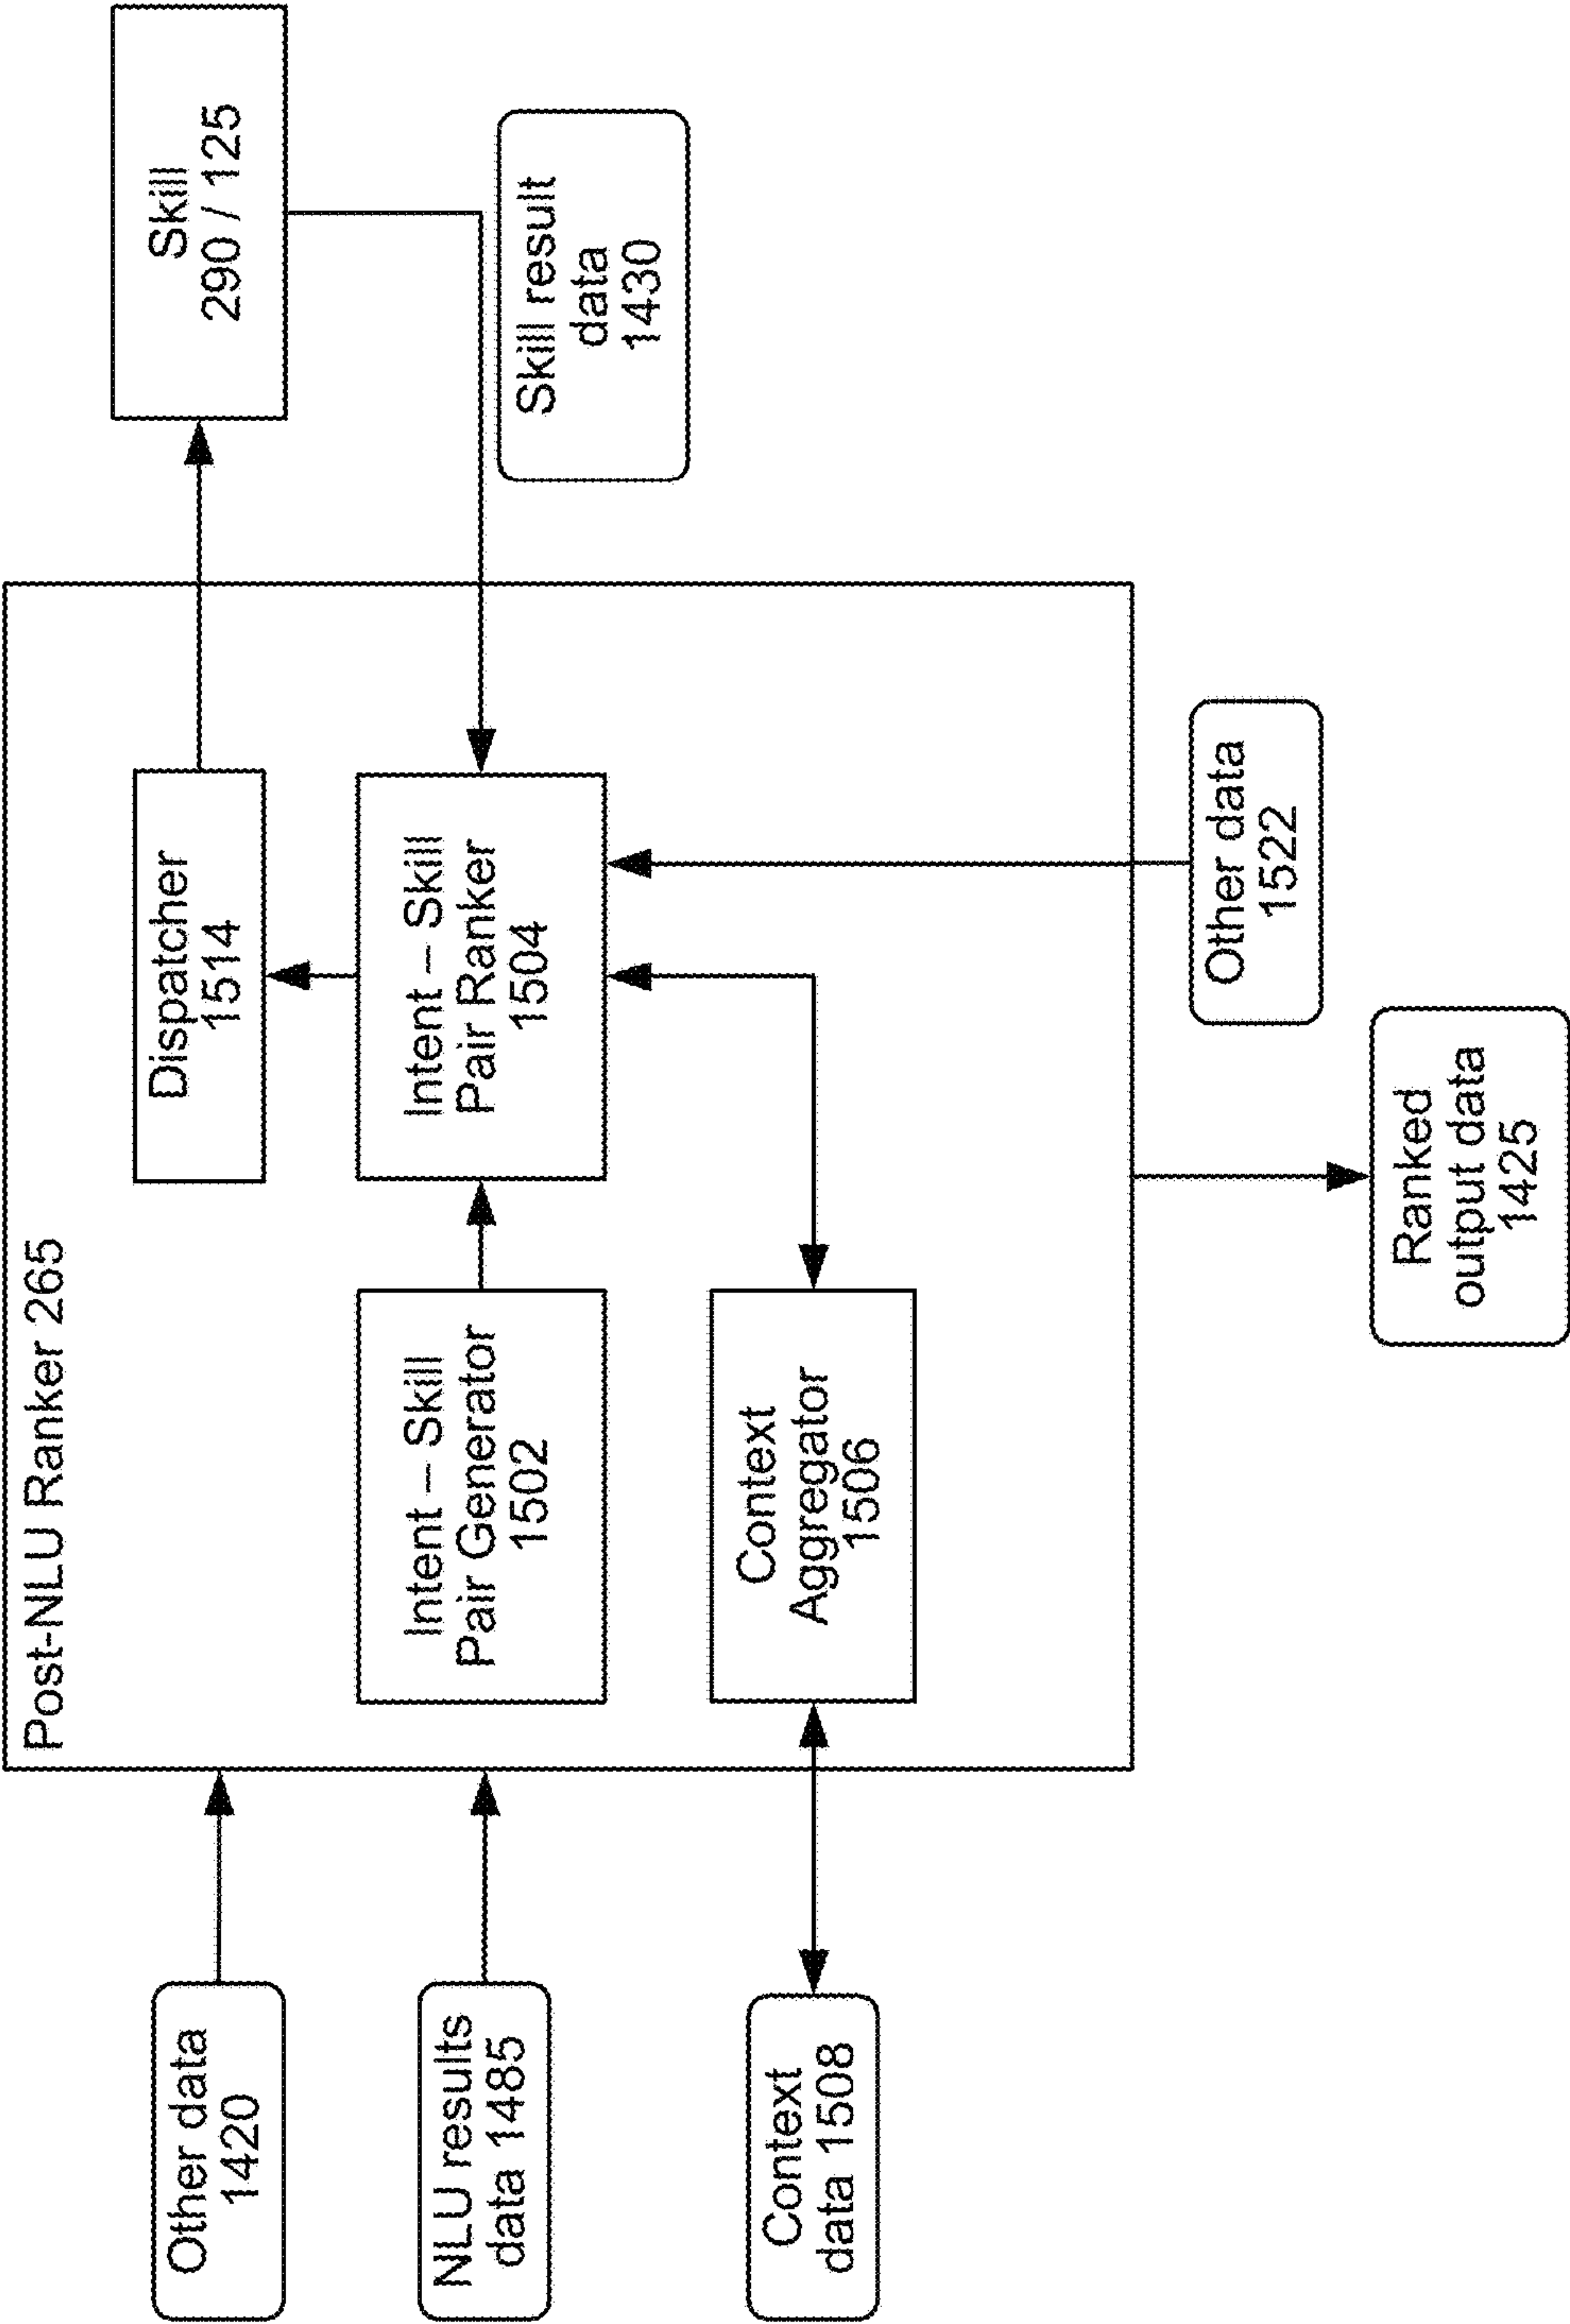 Post-NLU Ranker 265
Other data
1420
NLU results
data 1485
Context
data 1508
Dispatcher
1514
Intent – Skill
Pair Generator
1502
Intent – Skill
Pair Ranker
1504
Context
Aggregator
1506
Skill
290 / 125
Skill result
data
1430
Other data
1522
Ranked
output data
1425